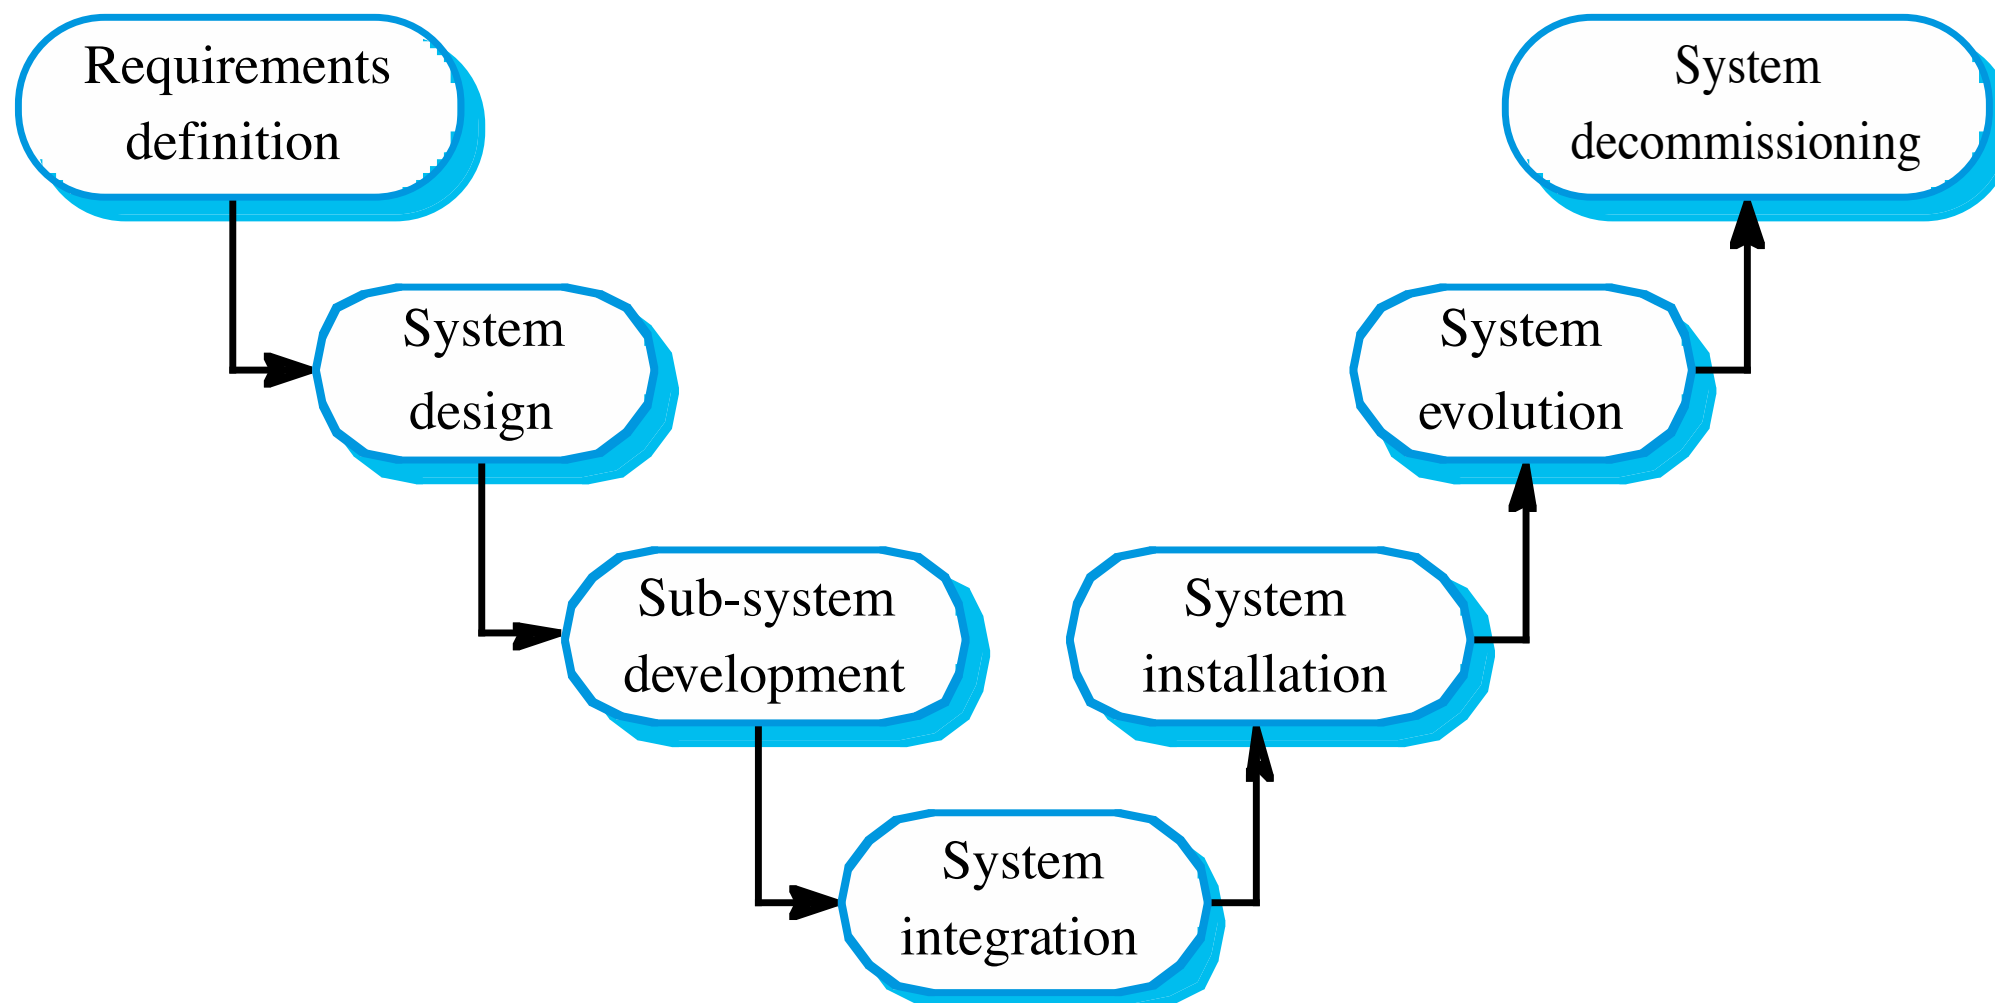 Requirements
definition
System
design
Sub-system
development
System
integration
System
installation
System
evolution
System
decommissioning